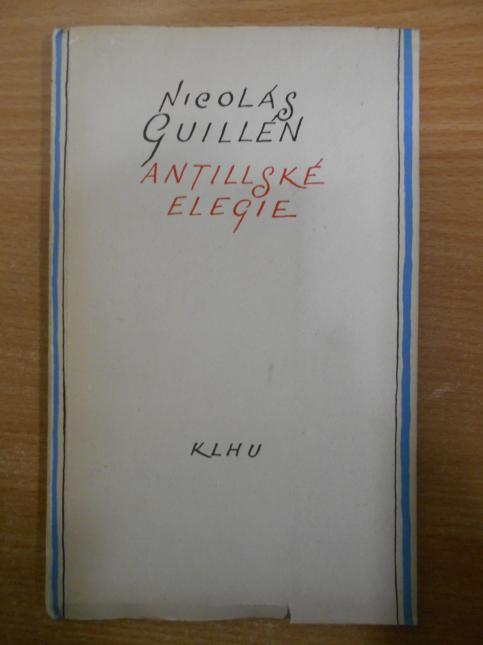 NICOLÁS
GUILLÉN
ANTILLSKÉ
ELEGIE
KLHU